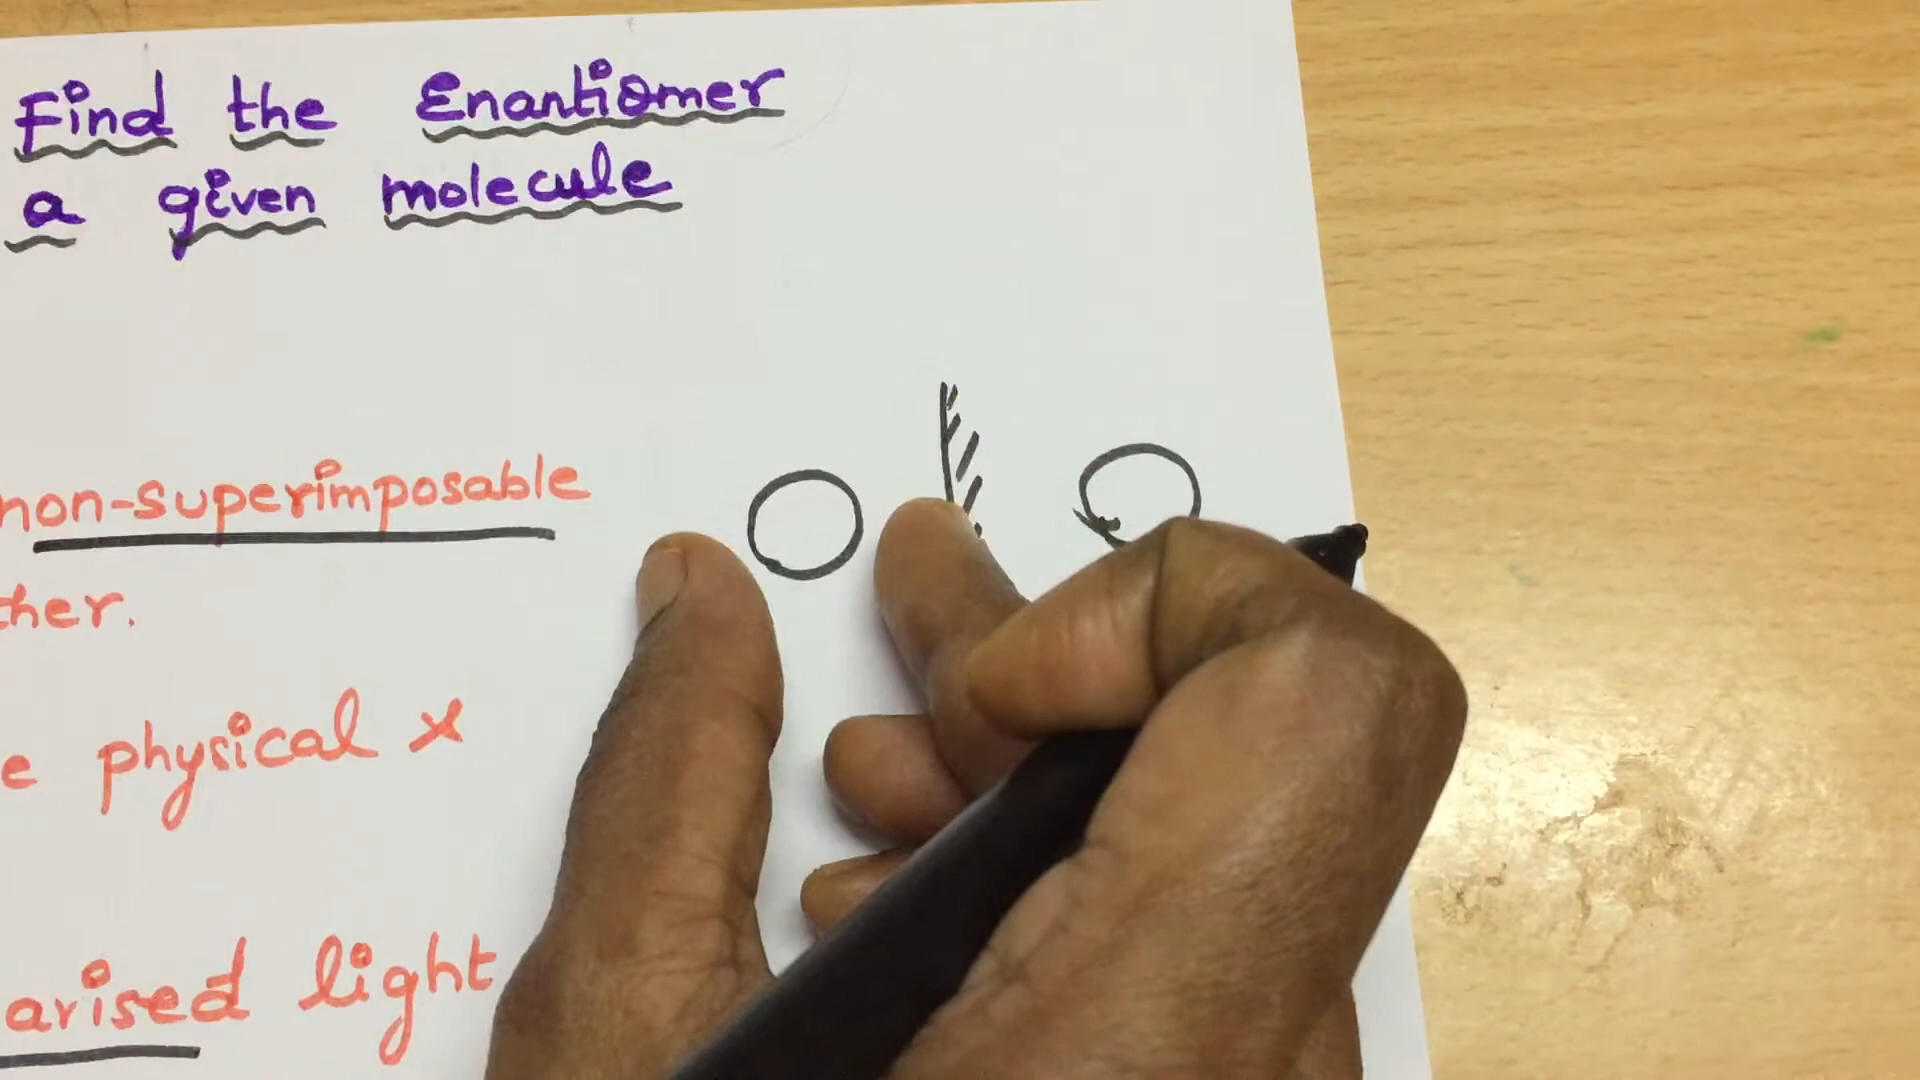 Find the Enantiomer
a given molecule
non-superimposable
ther.
e physical x
arised light